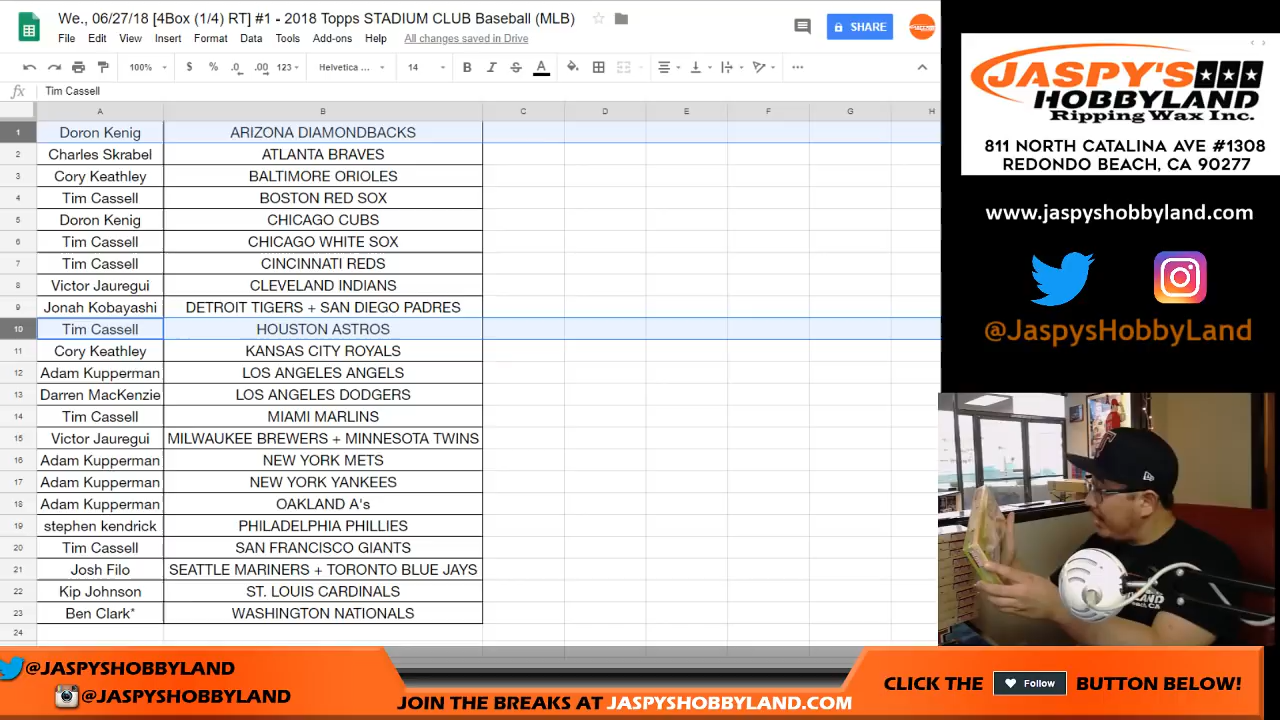 We., 06/27/18 [4Box (1/4) RT] #1 - 2018 Topps STADIUM CLUB Baseball (MLB)
File Edit View Insert Format Data Tools Add-ons Help All changes saved in Drive
SHARE
100% $ % .0 .00 123 Helvetica ... 14 B I S A
fx Tim Cassell
A B C D E F G H
1 Doron Kenig ARIZONA DIAMONDBACKS
2 Charles Skrabel ATLANTA BRAVES
3 Cory Keathley BALTIMORE ORIOLES
4 Tim Cassell BOSTON RED SOX
5 Doron Kenig CHICAGO CUBS
6 Tim Cassell CHICAGO WHITE SOX
7 Tim Cassell CINCINNATI REDS
8 Victor Jauregui CLEVELAND INDIANS
9 Jonah Kobayashi DETROIT TIGERS + SAN DIEGO PADRES
10 Tim Cassell HOUSTON ASTROS
11 Cory Keathley KANSAS CITY ROYALS
12 Adam Kupperman LOS ANGELES ANGELS
13 Darren MacKenzie LOS ANGELES DODGERS
14 Tim Cassell MIAMI MARLINS
15 Victor Jauregui MILWAUKEE BREWERS + MINNESOTA TWINS
16 Adam Kupperman NEW YORK METS
17 Adam Kupperman NEW YORK YANKEES
18 Adam Kupperman OAKLAND A's
19 stephen kendrick PHILADELPHIA PHILLIES
20 Tim Cassell SAN FRANCISCO GIANTS
21 Josh Filo SEATTLE MARINERS + TORONTO BLUE JAYS
22 Kip Johnson ST. LOUIS CARDINALS
23 Ben Clark* WASHINGTON NATIONALS
24
JASPY'S
HOBBYLAND
Ripping Wax Inc.
811 NORTH CATALINA AVE #1308
REDONDO BEACH, CA 90277
www.jaspyshobbyland.com
@JaspysHobbyLand
@JASPYSHOBBYLAND
@JASPYSHOBBYLAND
JOIN THE BREAKS AT JASPYSHOBBYLAND.COM
CLICK THE Follow BUTTON BELOW!